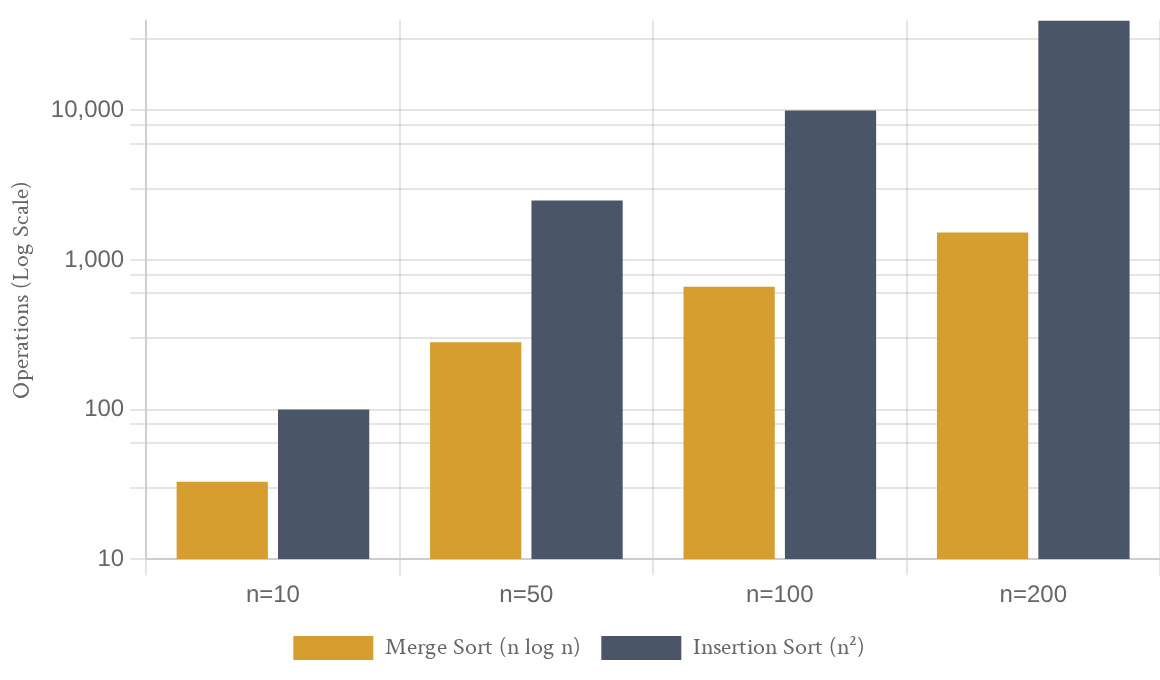 Operations (Log Scale)
10,000
1,000
100
10
n=10
n=50
n=100
n=200
Merge Sort (n log n)
Insertion Sort (n²)